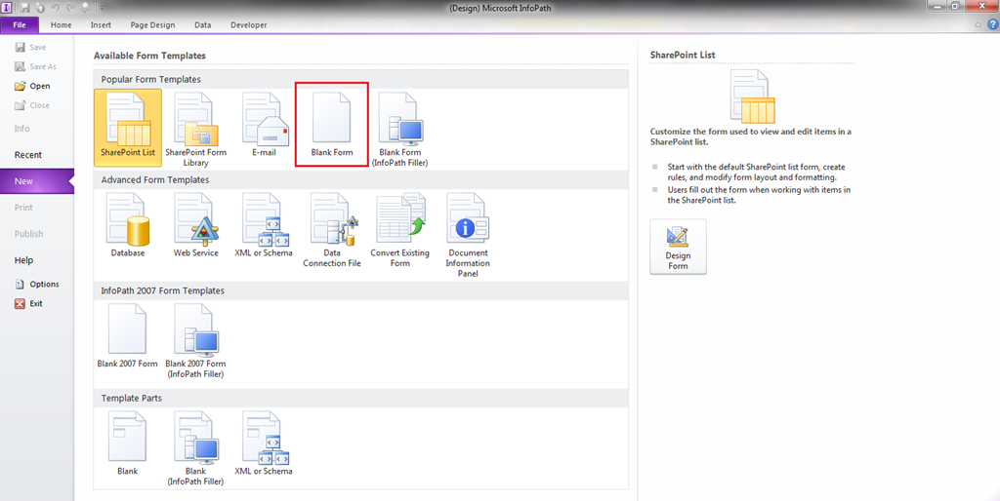 (Design) Microsoft InfoPath
File Home Insert Page Design Data Developer
Save
Save As
Open
Close
Info
Recent
New
Print
Publish
Help
Options
Exit
Available Form Templates
Popular Form Templates
SharePoint List
SharePoint Form
Library
E-mail
Blank Form
Blank Form
(InfoPath Filler)
Advanced Form Templates
Database
Web Service
XML or Schema
Data
Connection File
Convert Existing
Form
Document
Information
Panel
InfoPath 2007 Form Templates
Blank 2007 Form
Blank 2007 Form
(InfoPath Filler)
Template Parts
Blank
Blank
(InfoPath Filler)
XML or Schema
SharePoint List
Customize the form used to view and edit items in a
SharePoint list.
Start with the default SharePoint list form, create
rules, and modify form layout and formatting.
Users fill out the form when working with items in
the SharePoint list.
Design
Form